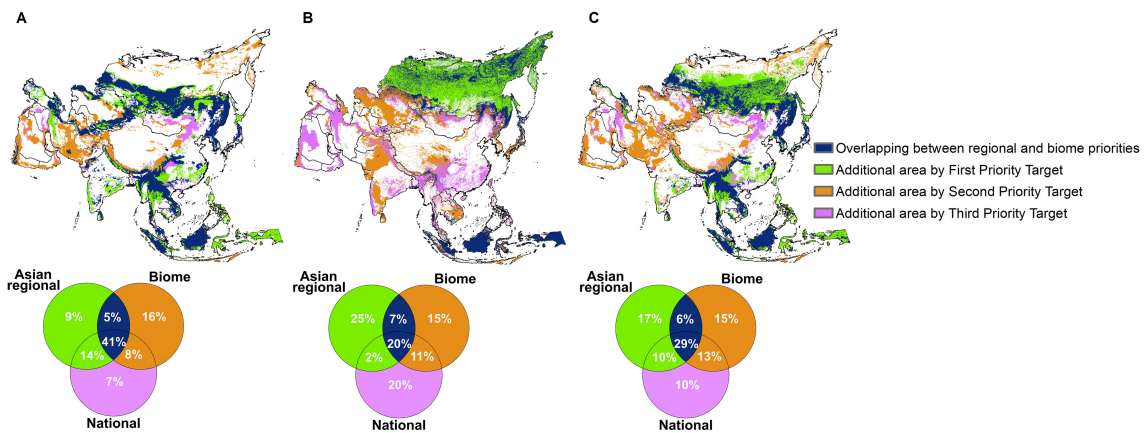 A
B
C
Overlapping between regional and biome priorities
Additional area by First Priority Target
Additional area by Second Priority Target
Additional area by Third Priority Target
Asian
regional
Biome
9%
5%
16%
41%
14%
8%
7%
National
Asian
regional
Biome
25%
7%
15%
20%
2%
11%
20%
National
Asian
regional
Biome
17%
6%
15%
29%
10%
13%
10%
National